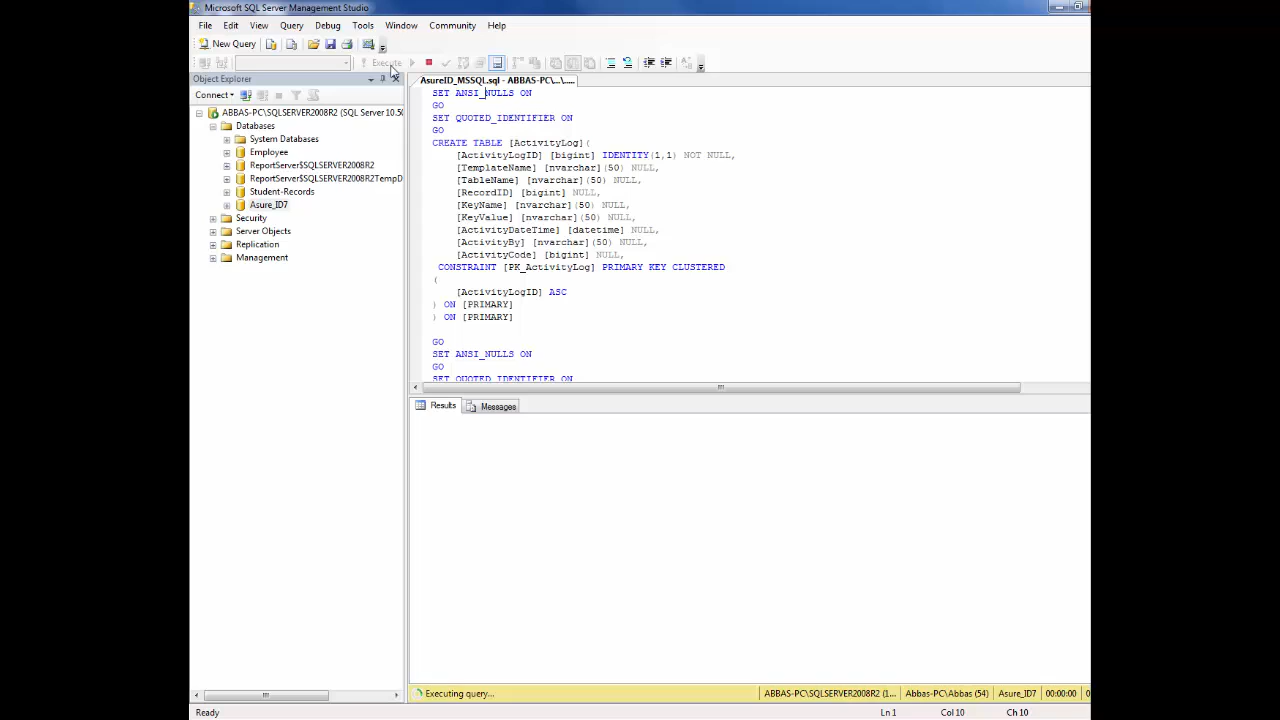 Microsoft SQL Server Management Studio
File Edit View Query Debug Tools Window Community Help
New Query
Execute
Object Explorer
Connect
ABBAS-PC\SQLSERVER2008R2 (SQL Server 10.50
Databases
System Databases
Employee
ReportServer$SQLSERVER2008R2
ReportServer$SQLSERVER2008R2TempD
Student-Records
Asure_ID7
Security
Server Objects
Replication
Management
AsureID_MSSQL.sql - ABBAS-PC\...\....
SET ANSI_NULLS ON
GO
SET QUOTED_IDENTIFIER ON
GO
CREATE TABLE [ActivityLog](
[ActivityLogID] [bigint] IDENTITY(1,1) NOT NULL,
[TemplateName] [nvarchar](50) NULL,
[TableName] [nvarchar](50) NULL,
[RecordID] [bigint] NULL,
[KeyName] [nvarchar](50) NULL,
[KeyValue] [nvarchar](50) NULL,
[ActivityDateTime] [datetime] NULL,
[ActivityBy] [nvarchar](50) NULL,
[ActivityCode] [bigint] NULL,
CONSTRAINT [PK_ActivityLog] PRIMARY KEY CLUSTERED
(
[ActivityLogID] ASC
) ON [PRIMARY]
) ON [PRIMARY]
GO
SET ANSI_NULLS ON
GO
SET QUOTED_IDENTIFIER ON
Results Messages
Executing query... ABBAS-PC\SQLSERVER2008R2 (1... Abbas-PC\Abbas (54) Asure_ID7 00:00:00 0
Ready Ln 1 Col 10 Ch 10